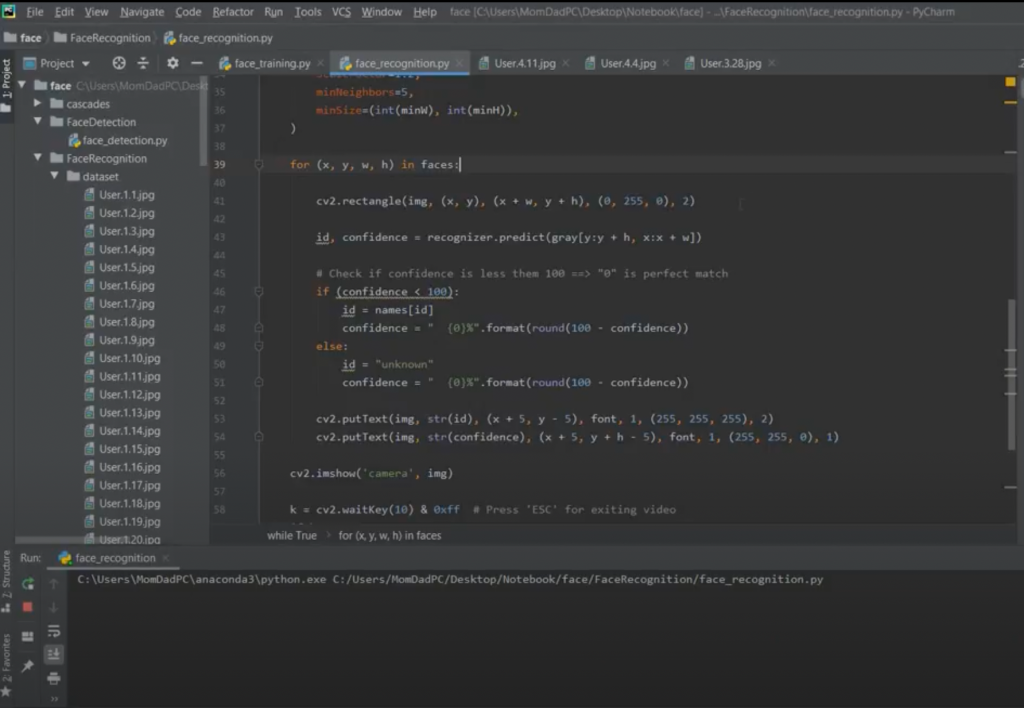 File Edit View Navigate Code Refactor Run Tools VCS Window Help face [C:\Users\MomDadPC\Desktop\Notebook\face] - ...\FaceRecognition\face_recognition.py - PyCharm
face FaceRecognition face_recognition.py
Project face_training.py face_recognition.py User.4.11.jpg User.4.4.jpg User.3.28.jpg
1: Project
face C:\Users\MomDadPC\Deskt
cascades
FaceDetection
face_detection.py
FaceRecognition
dataset
User.1.1.jpg
User.1.2.jpg
User.1.3.jpg
User.1.4.jpg
User.1.5.jpg
User.1.6.jpg
User.1.7.jpg
User.1.8.jpg
User.1.9.jpg
User.1.10.jpg
User.1.11.jpg
User.1.12.jpg
User.1.13.jpg
User.1.14.jpg
User.1.15.jpg
User.1.16.jpg
User.1.17.jpg
User.1.18.jpg
User.1.19.jpg
User.1.20.jpg
35 minNeighbors=5,
36 minSize=(int(minW), int(minH)),
37 )
38
39 for (x, y, w, h) in faces:
40
41 cv2.rectangle(img, (x, y), (x + w, y + h), (0, 255, 0), 2)
42
43 id, confidence = recognizer.predict(gray[y:y + h, x:x + w])
44
45 # Check if confidence is less them 100 ==> "0" is perfect match
46 if (confidence < 100):
47 id = names[id]
48 confidence = "  {0}%".format(round(100 - confidence))
49 else:
50 id = "unknown"
51 confidence = "  {0}%".format(round(100 - confidence))
52
53 cv2.putText(img, str(id), (x + 5, y - 5), font, 1, (255, 255, 255), 2)
54 cv2.putText(img, str(confidence), (x + 5, y + h - 5), font, 1, (255, 255, 0), 1)
55
56 cv2.imshow('camera', img)
57
58 k = cv2.waitKey(10) & 0xff  # Press 'ESC' for exiting video
while True for (x, y, w, h) in faces
Run: face_recognition
C:\Users\MomDadPC\anaconda3\python.exe C:/Users/MomDadPC/Desktop/Notebook/face/FaceRecognition/face_recognition.py
Z: Structure
2: Favorites